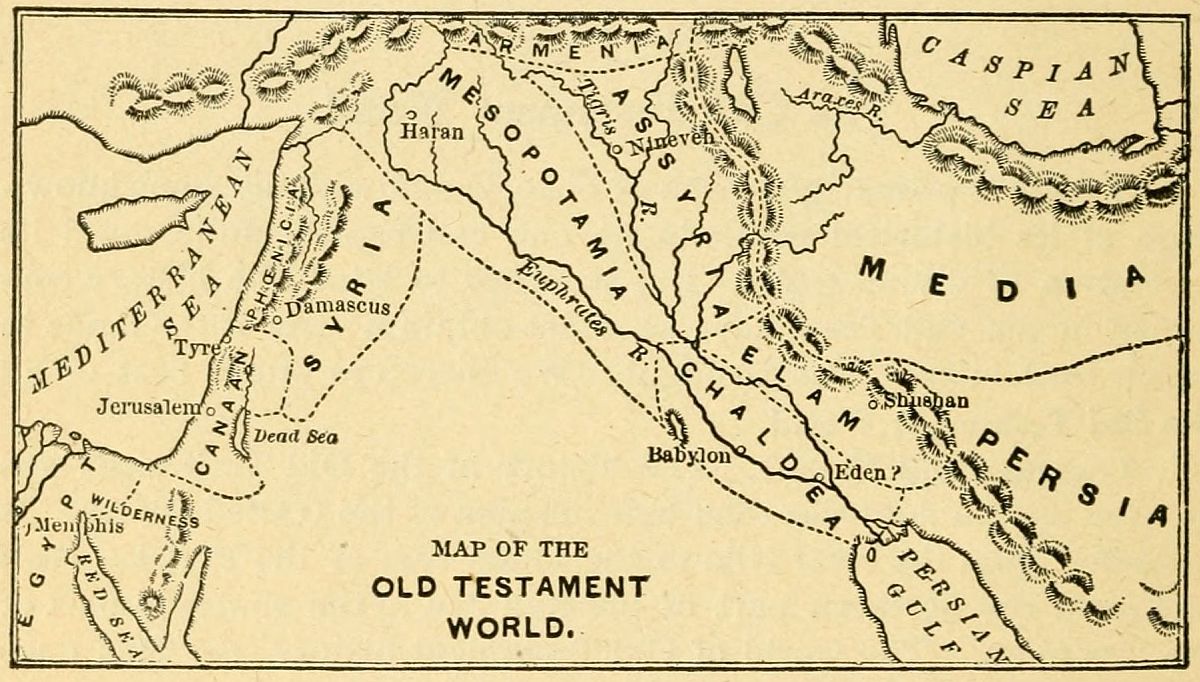 ARMENIA
CASPIAN
SEA
MESOPOTAMIA
ASSYRIA
Tigris
R.
Araxes R.
Haran
Nineveh
MEDITERRANEAN
SEA
PHŒNICIA
SYRIA
MEDIA
Euphrates
R.
Damascus
Tyre
CANAAN
ELAM
CHALDEA
Shushan
Jerusalem
Dead Sea
PERSIA
Babylon
Eden?
EGYPT
WILDERNESS
Memphis
RED SEA
PERSIAN
GULF
MAP OF THE
OLD TESTAMENT
WORLD.